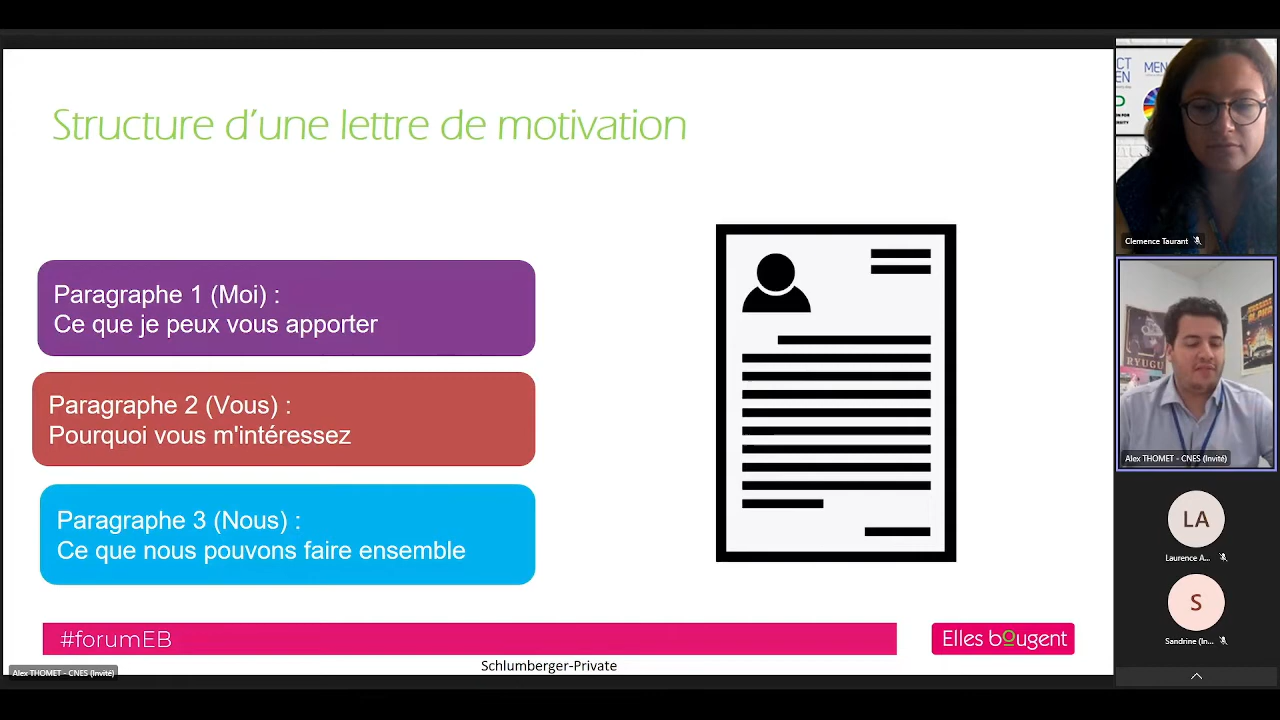 Structure d'une lettre de motivation
Paragraphe 1 (Moi) :
Ce que je peux vous apporter
Paragraphe 2 (Vous) :
Pourquoi vous m'intéressez
Paragraphe 3 (Nous) :
Ce que nous pouvons faire ensemble
#forumEB
Elles bougent
Schlumberger-Private
Alex THOMET - CNES (Invité)
Clemence Taurant
RYUGU
Alex THOMET - CNES (Invité)
LA
Laurence A...
S
Sandrine (In...